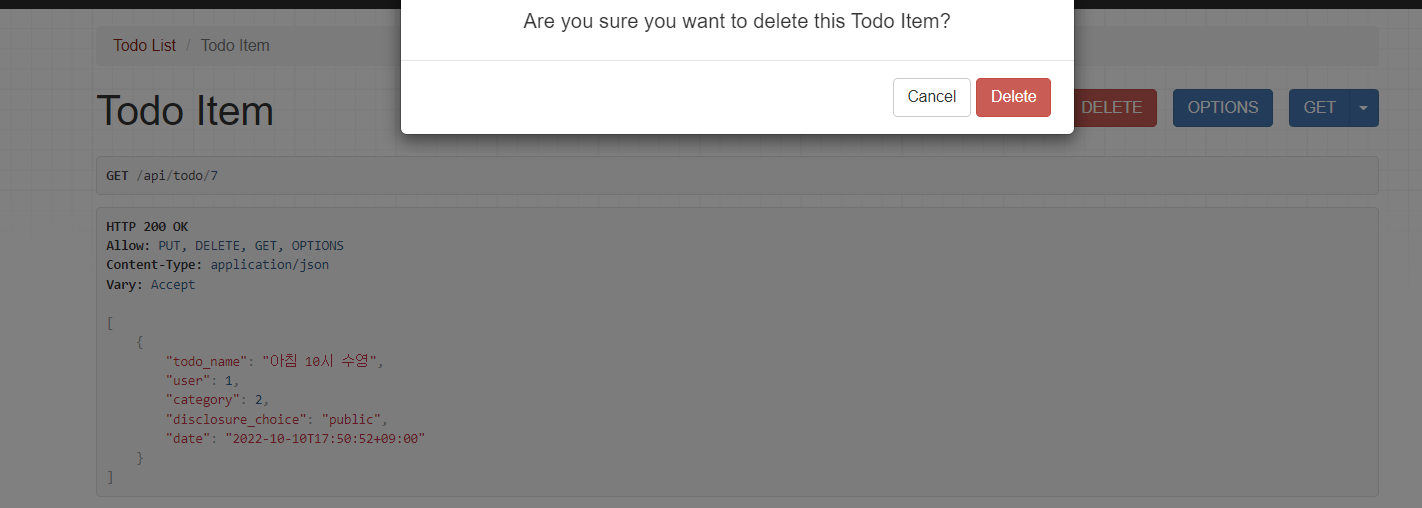 Are you sure you want to delete this Todo Item?
Cancel Delete
Todo List / Todo Item
Todo Item
DELETE OPTIONS GET
GET /api/todo/7
HTTP 200 OK
Allow: PUT, DELETE, GET, OPTIONS
Content-Type: application/json
Vary: Accept
[
{
"todo_name": "아침 10시 수영",
"user": 1,
"category": 2,
"disclosure_choice": "public",
"date": "2022-10-10T17:50:52+09:00"
}
]